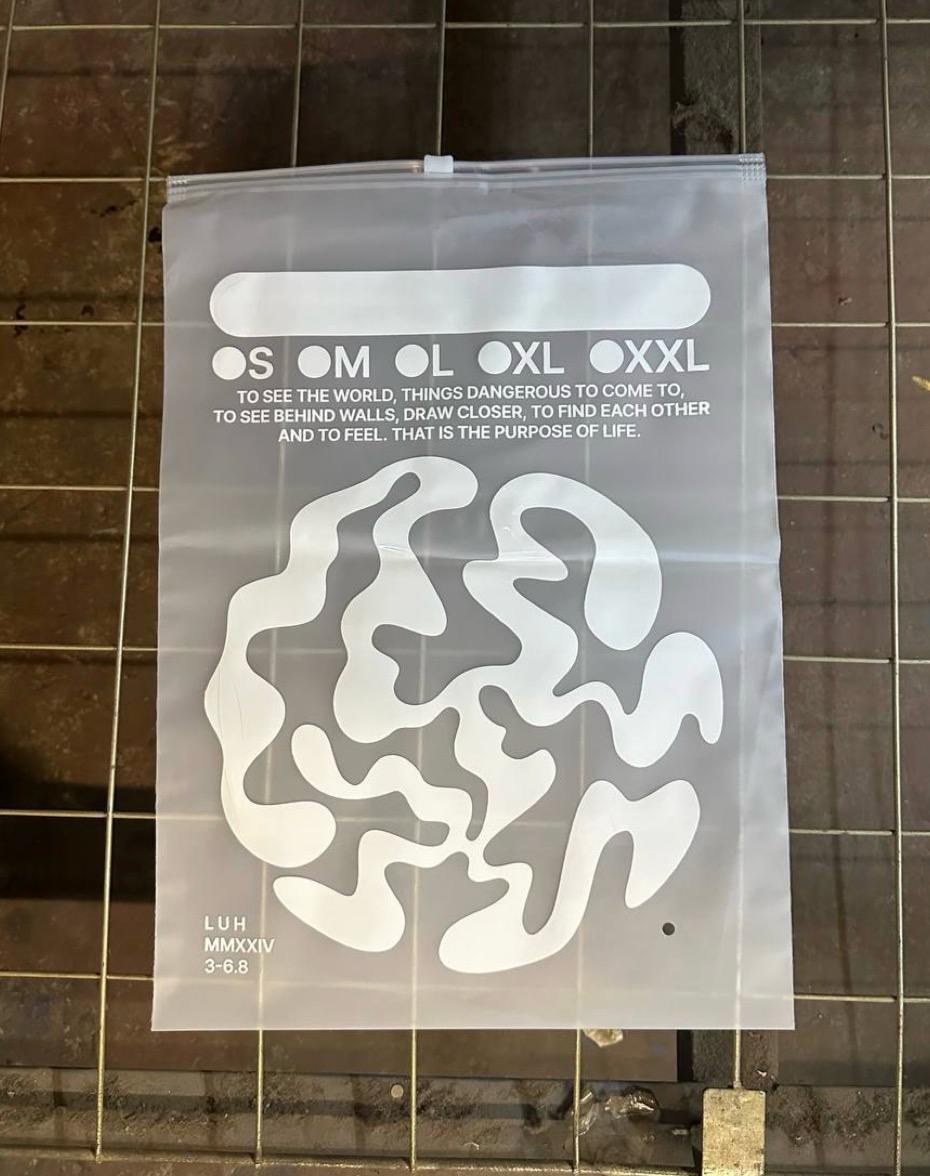 S M L XL XXL
TO SEE THE WORLD, THINGS DANGEROUS TO COME TO,
TO SEE BEHIND WALLS, DRAW CLOSER, TO FIND EACH OTHER
AND TO FEEL. THAT IS THE PURPOSE OF LIFE.
LUH
MMXXIV
3-6.8